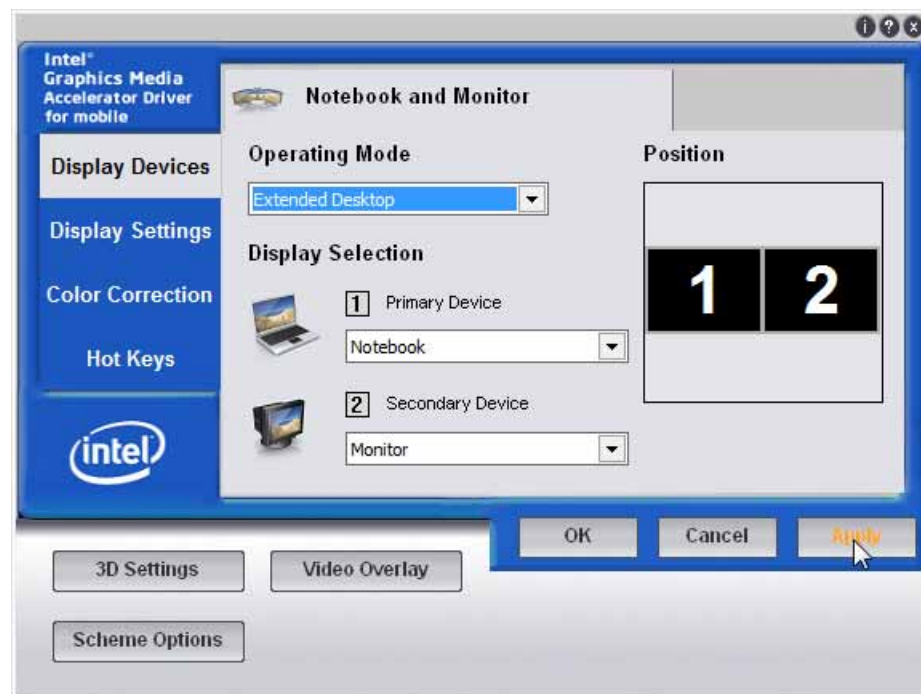 Intel®
Graphics Media
Accelerator Driver
for mobile
Notebook and Monitor
Display Devices
Display Settings
Color Correction
Hot Keys
intel
Operating Mode
Extended Desktop
Display Selection
1 Primary Device
Notebook
2 Secondary Device
Monitor
Position
1 2
OK Cancel Apply
3D Settings Video Overlay
Scheme Options